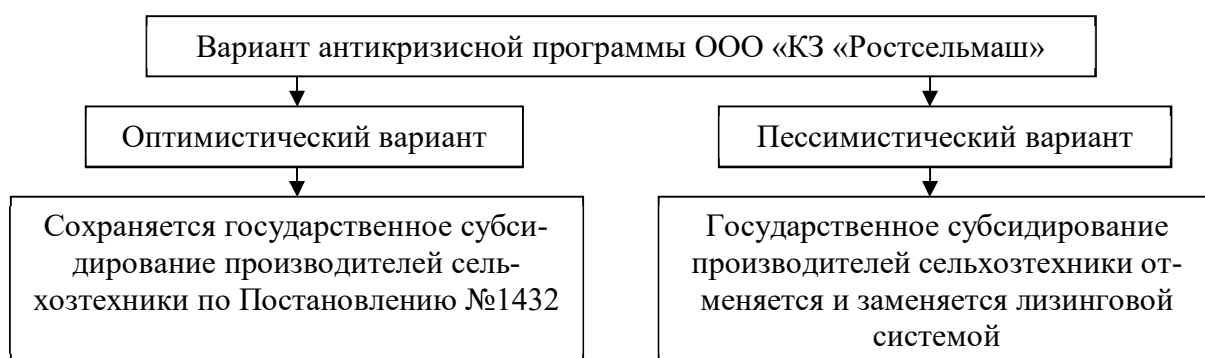 Вариант антикризисной программы ООО «КЗ «Ростсельмаш»
Оптимистический вариант
Пессимистический вариант
Сохраняется государственное субси-
дирование производителей сель-
хозтехники по Постановлению №1432
Государственное субсидирование
производителей сельхозтехники от-
меняется и заменяется лизинговой
системой